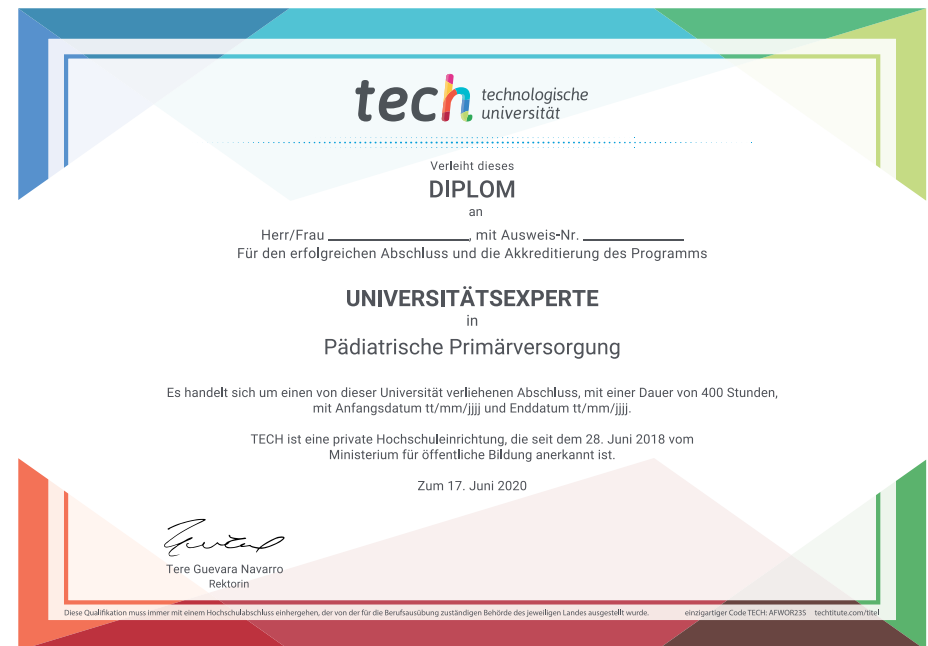 tech technologische
universität
Verleiht dieses
DIPLOM
an
Herr/Frau ____________________, mit Ausweis-Nr. ______________
Für den erfolgreichen Abschluss und die Akkreditierung des Programms
UNIVERSITÄTSEXPERTE
in
Pädiatrische Primärversorgung
Es handelt sich um einen von dieser Universität verliehenen Abschluss, mit einer Dauer von 400 Stunden,
mit Anfangsdatum tt/mm/jjjj und Enddatum tt/mm/jjjj.
TECH ist eine private Hochschuleinrichtung, die seit dem 28. Juni 2018 vom
Ministerium für öffentliche Bildung anerkannt ist.
Zum 17. Juni 2020
Tere Guevara Navarro
Rektorin
Diese Qualifikation muss immer mit einem Hochschulabschluss einhergehen, der von der für die Berufsausübung zuständigen Behörde des jeweiligen Landes ausgestellt wurde. einzigartiger Code TECH: AFWOR23S techtitute.com/titel